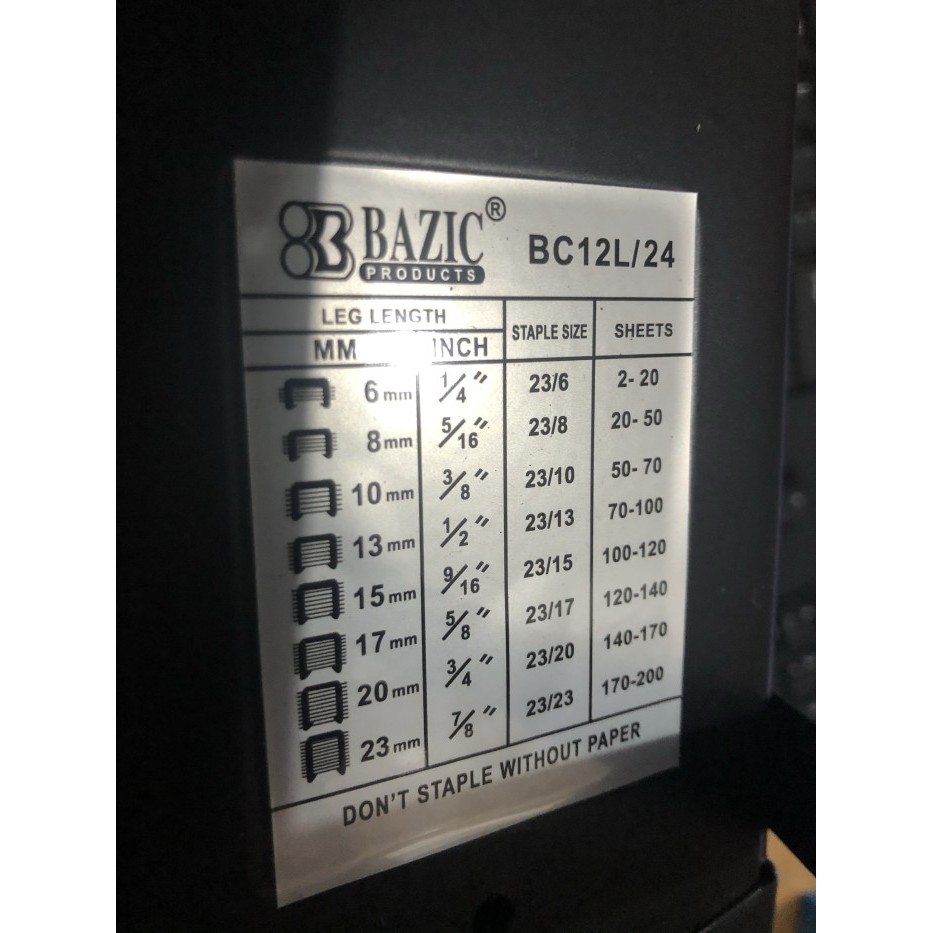 BAZIC®
PRODUCTS
BC12L/24
LEG LENGTH
MM INCH STAPLE SIZE SHEETS
6mm 1/4" 23/6 2- 20
8mm 5/16" 23/8 20- 50
10mm 3/8" 23/10 50- 70
13mm 1/2" 23/13 70-100
15mm 9/16" 23/15 100-120
17mm 5/8" 23/17 120-140
20mm 3/4" 23/20 140-170
23mm 7/8" 23/23 170-200
DON'T STAPLE WITHOUT PAPER